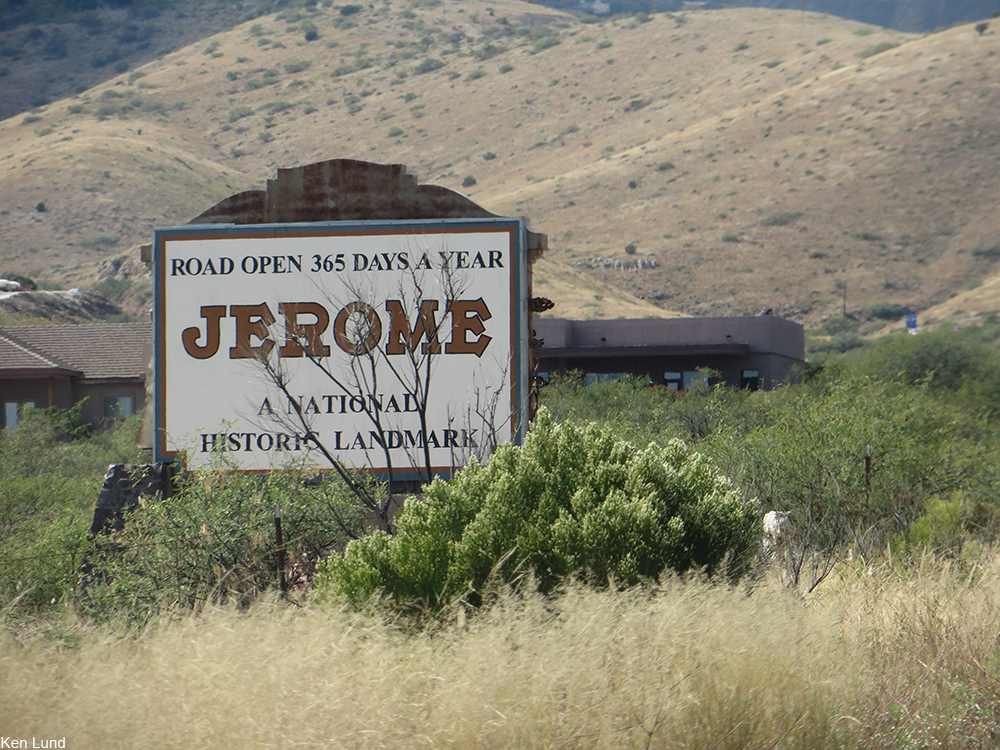 ROAD OPEN 365 DAYS A YEAR
JEROME
A NATIONAL
HISTORIC LANDMARK
Ken Lund